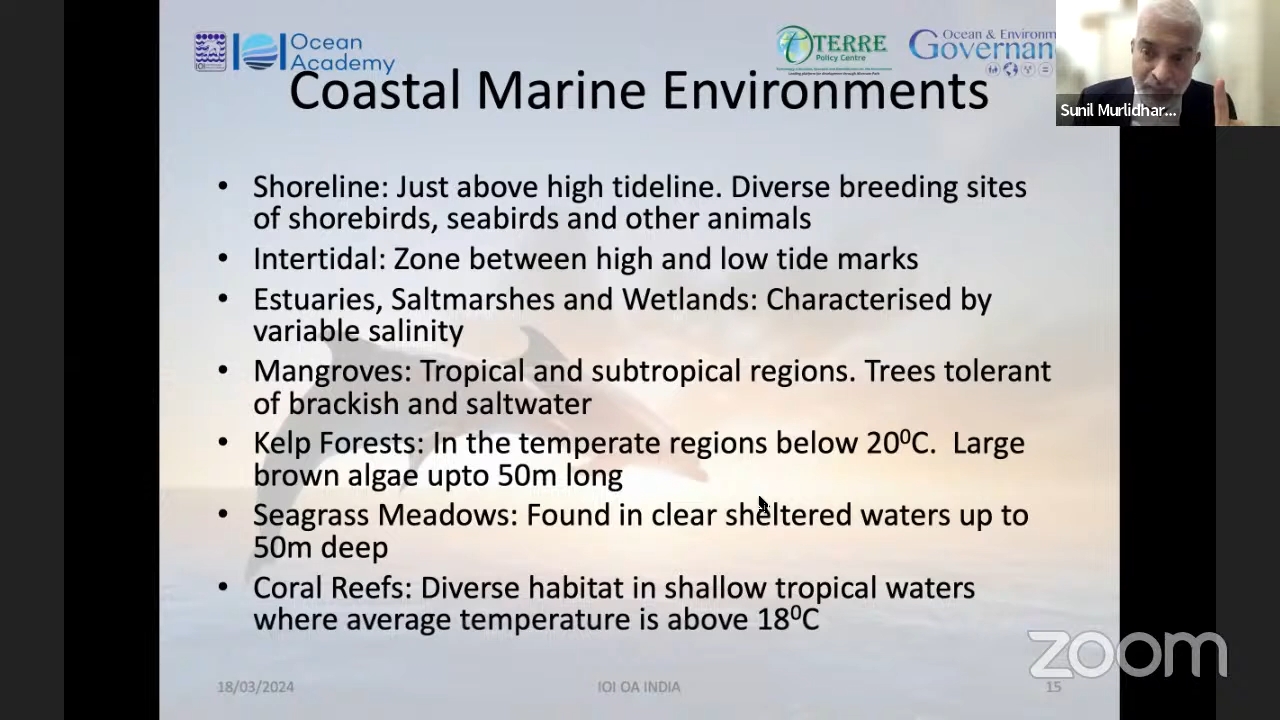 IOI
Ocean
Academy
TERRE
Policy Centre
Ocean & Environm
Governan
Sunil Murlidhar...
Coastal Marine Environments
• Shoreline: Just above high tideline. Diverse breeding sites
of shorebirds, seabirds and other animals
• Intertidal: Zone between high and low tide marks
• Estuaries, Saltmarshes and Wetlands: Characterised by
variable salinity
• Mangroves: Tropical and subtropical regions. Trees tolerant
of brackish and saltwater
• Kelp Forests: In the temperate regions below 20⁰C. Large
brown algae upto 50m long
• Seagrass Meadows: Found in clear sheltered waters up to
50m deep
• Coral Reefs: Diverse habitat in shallow tropical waters
where average temperature is above 18⁰C
zoom
18/03/2024
IOI OA INDIA
15